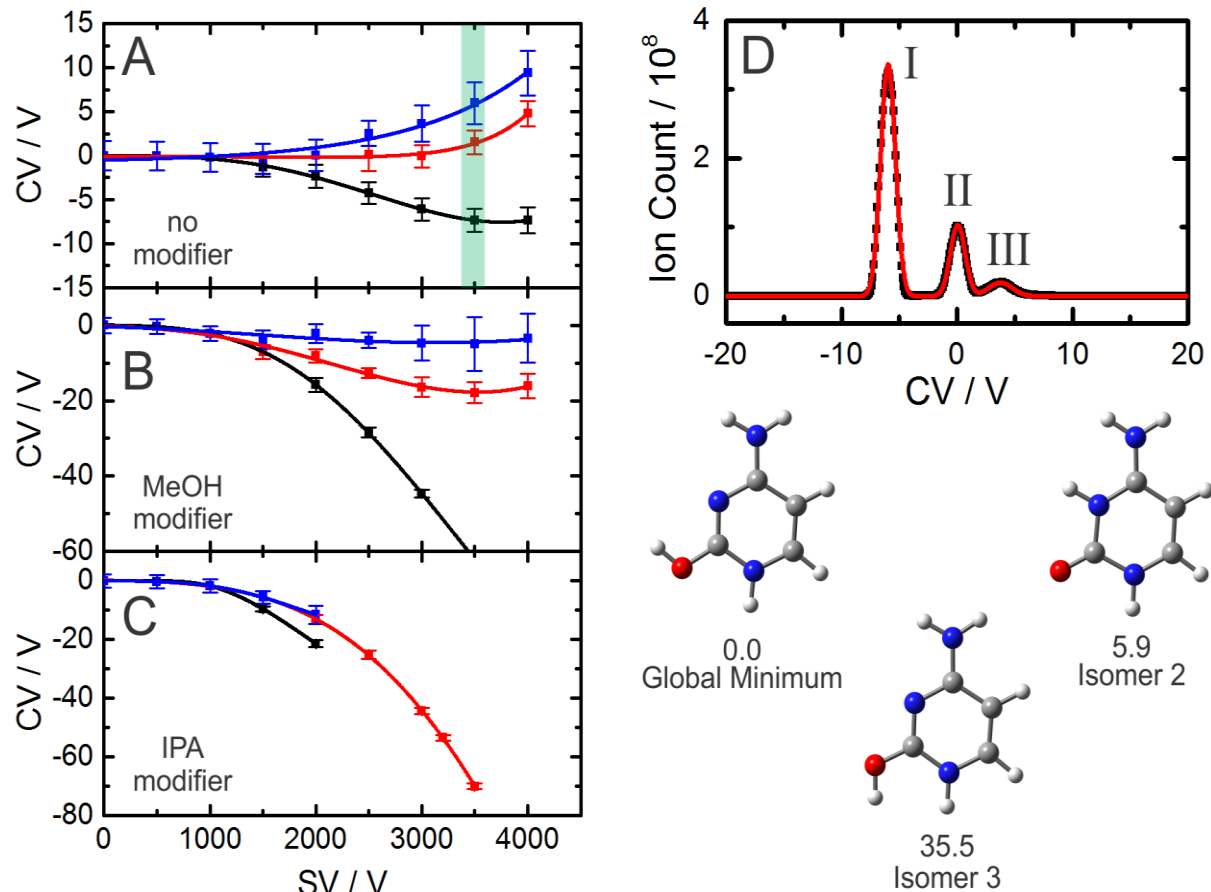 A
CV / V
15
10
5
0
-5
-10
15
no
modifier
B
CV / V
0
-20
-40
-60
MeOH
modifier
C
CV / V
0
-20
-40
-60
-80
IPA
modifier
0 1000 2000 3000 4000
SV / V
D
Ion Count / 10⁸
4
2
0
I
II
III
-20 -10 0 10 20
CV / V
0.0
Global Minimum
5.9
Isomer 2
35.5
Isomer 3